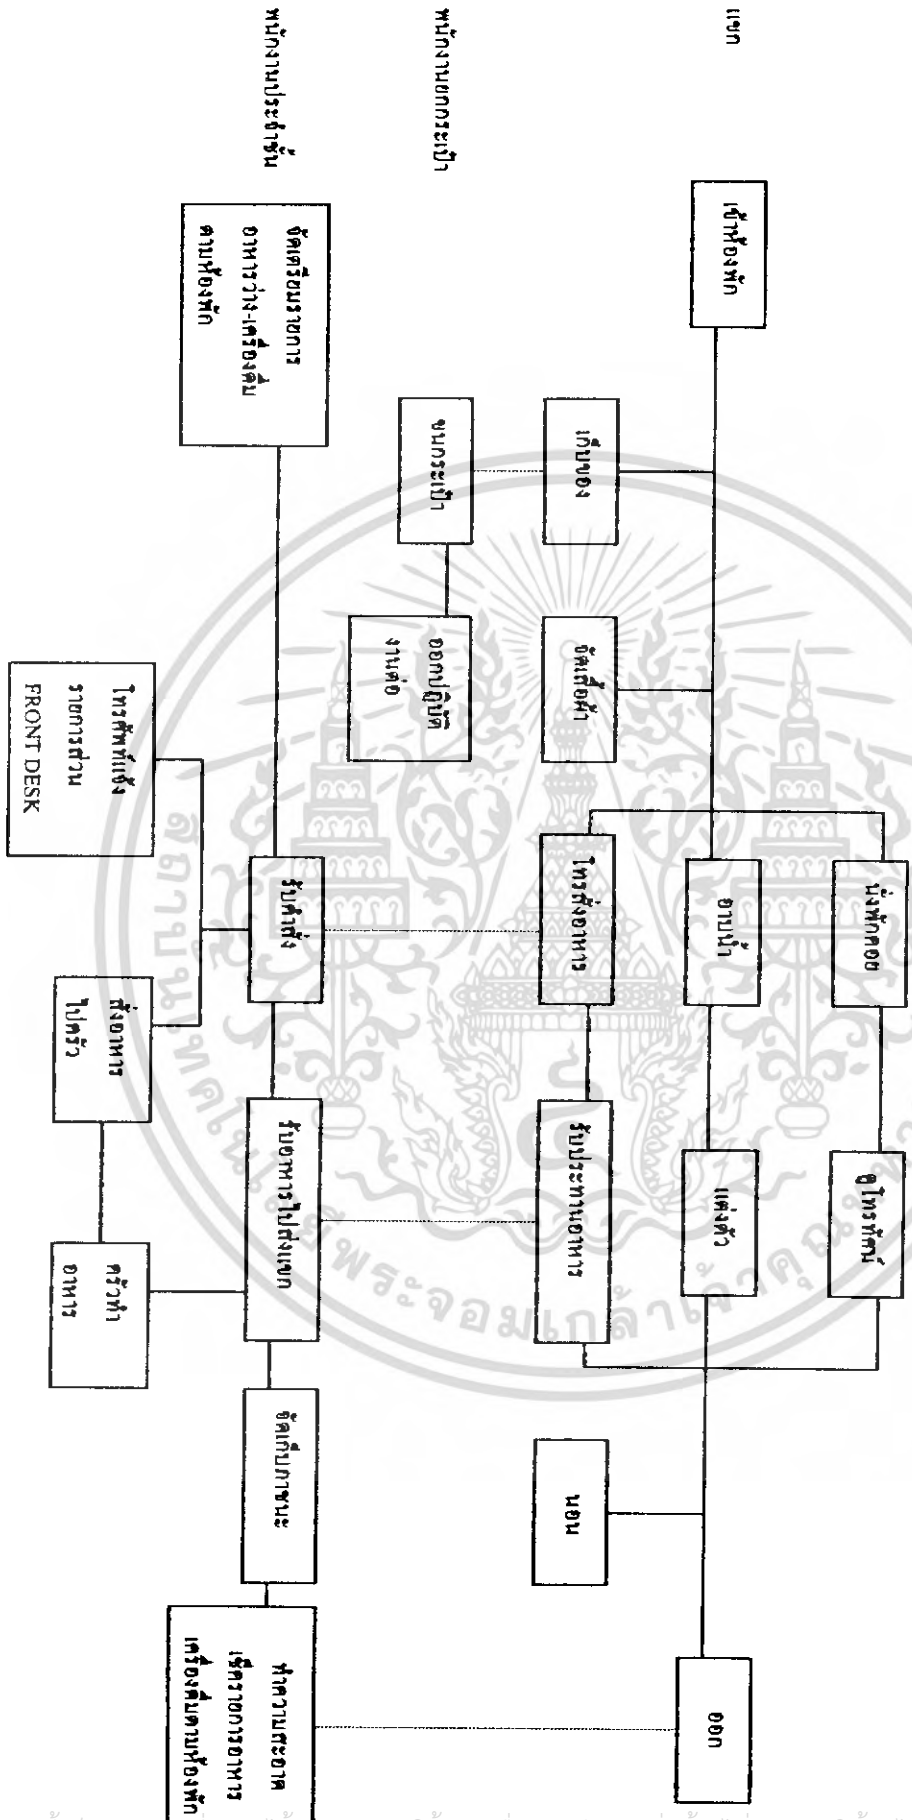 แขก
เข้าห้องพัก
เก็บของ
จัดเสื้อผ้า
นั่งพักคอย
ดูโทรทัศน์
อาบน้ำ
แต่งตัว
โทรสั่งอาหาร
รับประทานอาหาร
นอน
ออก
พนักงานยกกระเป๋า
ขนกระเป๋า
ออกปฏิบัติ
งานต่อ
พนักงานประจำชั้น
จัดเตรียมรายการ
อาหารว่าง-เครื่องดื่ม
ตามห้องพัก
รับคำสั่ง
รับอาหารไปส่งแขก
จัดเก็บภาชนะ
ทำความสะอาด
เช็ครายการอาหาร
เครื่องดื่มตามห้องพัก
โทรศัพท์แจ้ง
รายการส่วน
FRONT DESK
สั่งอาหาร
ไปครัว
ครัวทำ
อาหาร